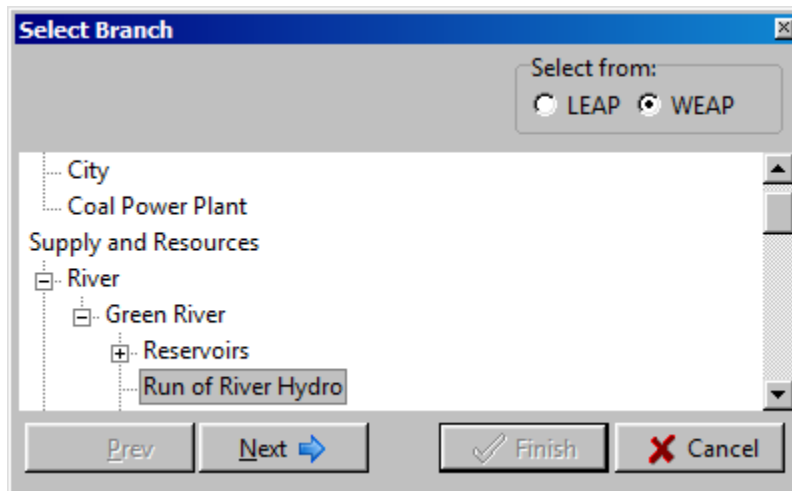 Select Branch
Select from:
LEAP WEAP
City
Coal Power Plant
Supply and Resources
River
Green River
Reservoirs
Run of River Hydro
Prev Next Finish Cancel